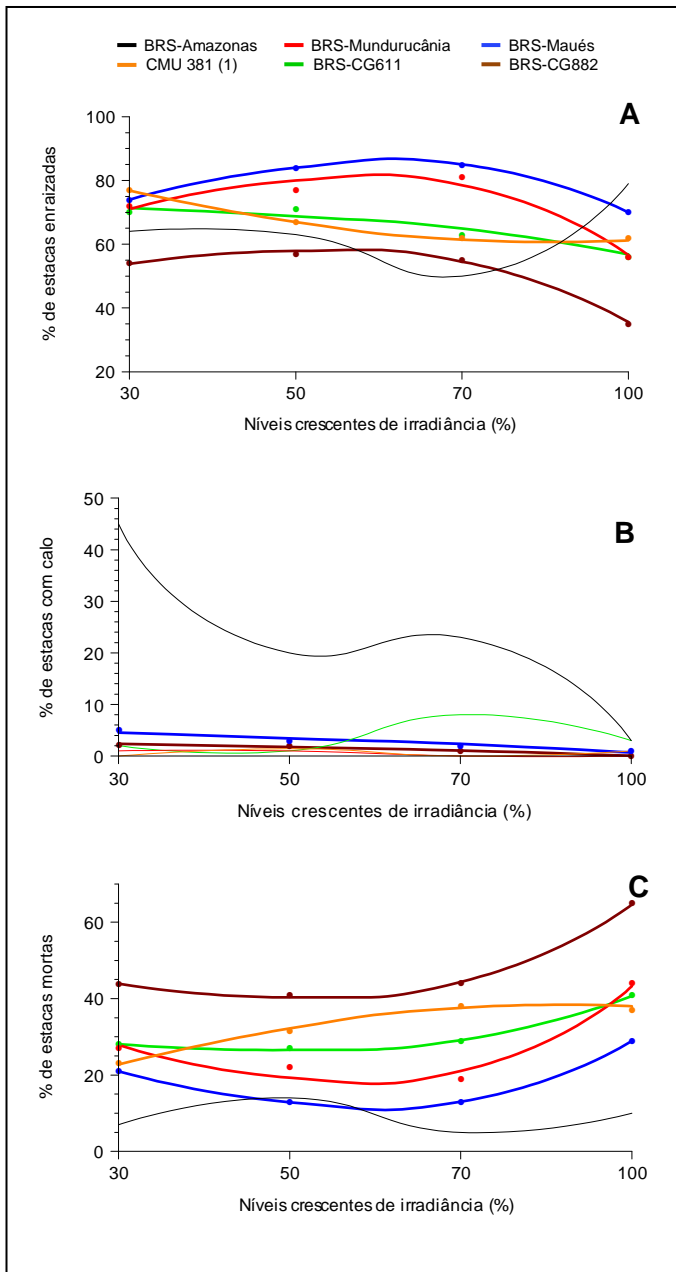 BRS-Amazonas BRS-Mundurucânia BRS-Maués
CMU 381 (1) BRS-CG611 BRS-CG882
A
% de estacas enraizadas
100
80
60
40
20
30 50 70 100
Níveis crescentes de irradiância (%)
B
% de estacas com calo
50
40
30
20
10
0
30 50 70 100
Níveis crescentes de irradiância (%)
C
% de estacas mortas
60
40
20
0
30 50 70 100
Níveis crescentes de irradiância (%)